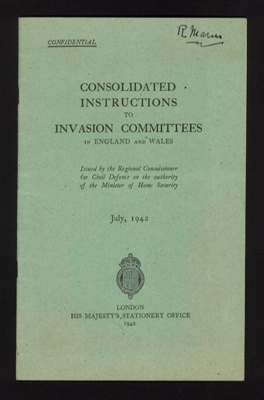 CONFIDENTIAL
CONSOLIDATED
INSTRUCTIONS
TO
INVASION COMMITTEES
IN ENGLAND AND WALES
Issued by the Regional Commissioner
for Civil Defence on the authority
of the Minister of Home Security
July, 1942
LONDON
HIS MAJESTY'S STATIONERY OFFICE
1942